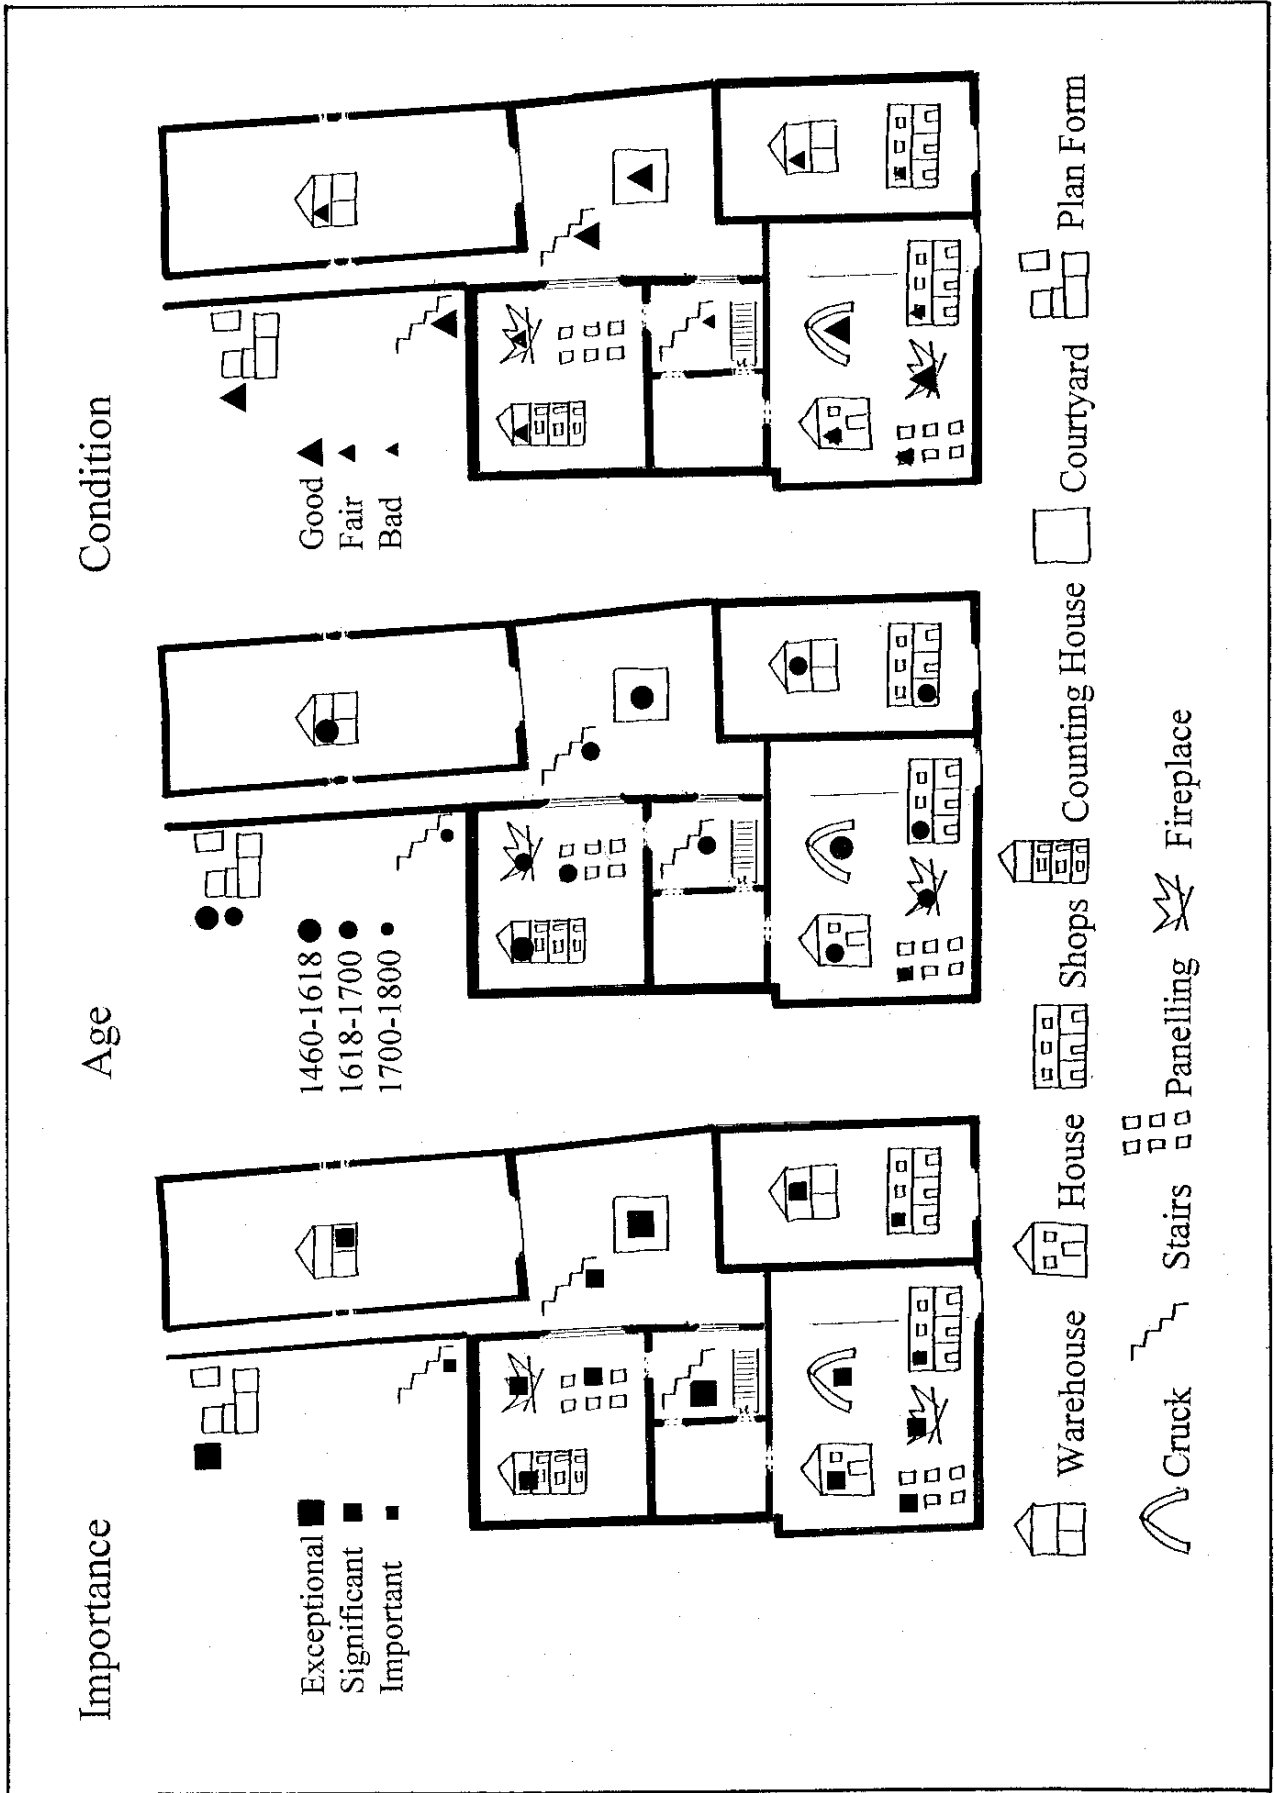 Importance
Exceptional
Significant
Important
Age
1460-1618
1618-1700
1700-1800
Condition
Good
Fair
Bad
Warehouse House Shops Counting House Courtyard Plan Form
Cruck Stairs Panelling Fireplace